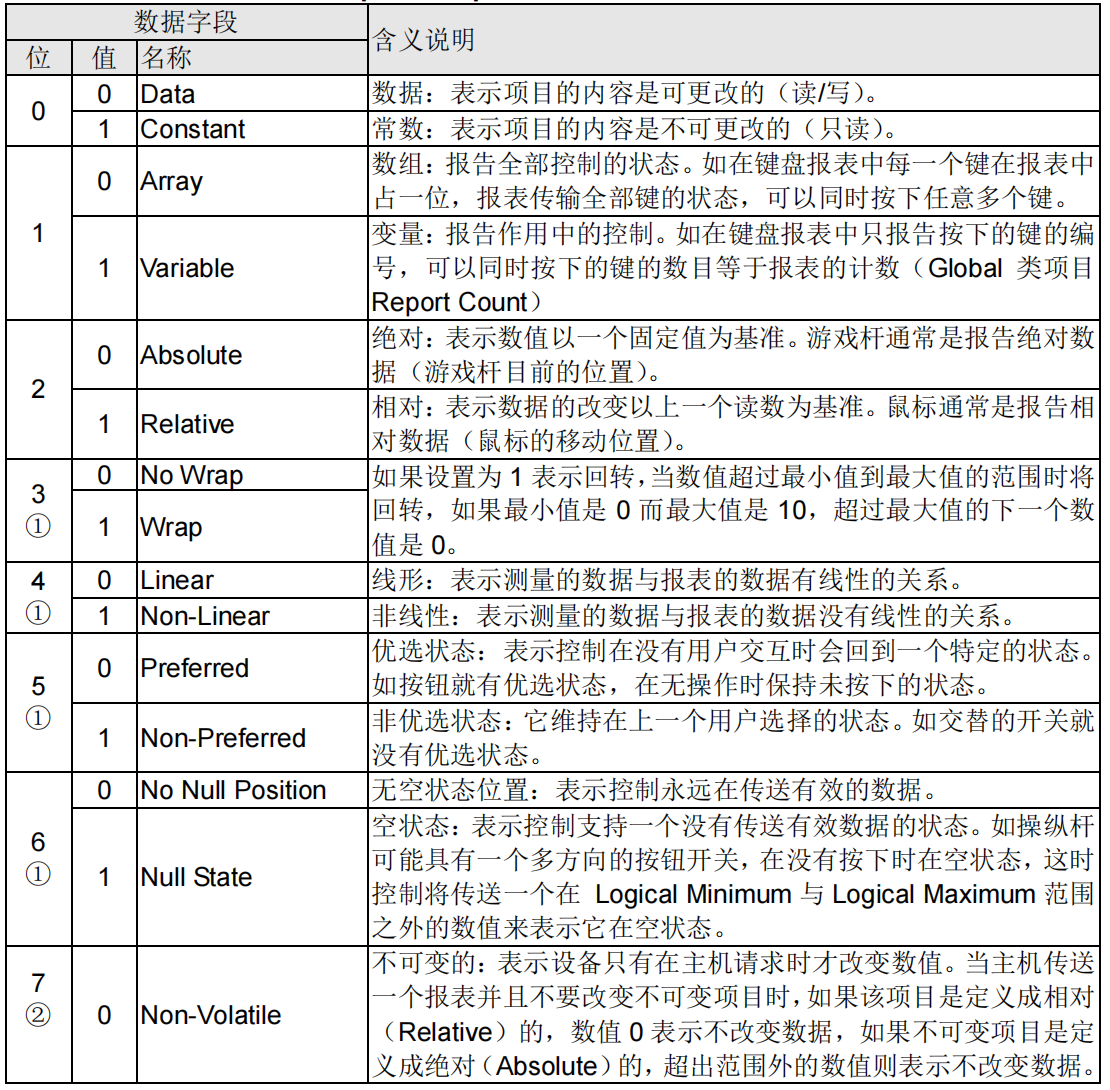 数据字段
含义说明
位 值 名称
0
0 Data 数据：表示项目的内容是可更改的（读/写）。
1 Constant 常数：表示项目的内容是不可更改的（只读）。
1
0 Array
数组：报告全部控制的状态。如在键盘报表中每一个键在报表中
占一位，报表传输全部键的状态，可以同时按下任意多个键。
1 Variable
变量：报告作用中的控制。如在键盘报表中只报告按下的键的编
号，可以同时按下的键的数目等于报表的计数（Global 类项目
Report Count）
2
0 Absolute
绝对：表示数值以一个固定值为基准。游戏杆通常是报告绝对数
据（游戏杆目前的位置）。
1 Relative
相对：表示数据的改变以上一个读数为基准。鼠标通常是报告相
对数据（鼠标的移动位置）。
3
①
0 No Wrap
1 Wrap
如果设置为 1 表示回转，当数值超过最小值到最大值的范围时将
回转，如果最小值是 0 而最大值是 10，超过最大值的下一个数
值是 0。
4
①
0 Linear 线形：表示测量的数据与报表的数据有线性的关系。
1 Non-Linear 非线性：表示测量的数据与报表的数据没有线性的关系。
5
①
0 Preferred
优选状态：表示控制在没有用户交互时会回到一个特定的状态。
如按钮就有优选状态，在无操作时保持未按下的状态。
1 Non-Preferred
非优选状态：它维持在上一个用户选择的状态。如交替的开关就
没有优选状态。
6
①
0 No Null Position 无空状态位置：表示控制永远在传送有效的数据。
1 Null State
空状态：表示控制支持一个没有传送有效数据的状态。如操纵杆
可能具有一个多方向的按钮开关，在没有按下时在空状态，这时
控制将传送一个在 Logical Minimum 与 Logical Maximum 范围
之外的数值来表示它在空状态。
7
②
0 Non-Volatile
不可变的：表示设备只有在主机请求时才改变数值。当主机传送
一个报表并且不要改变不可变项目时，如果该项目是定义成相对
（Relative）的，数值 0 表示不改变数据，如果不可变项目是定
义成绝对（Absolute）的，超出范围外的数值则表示不改变数据。